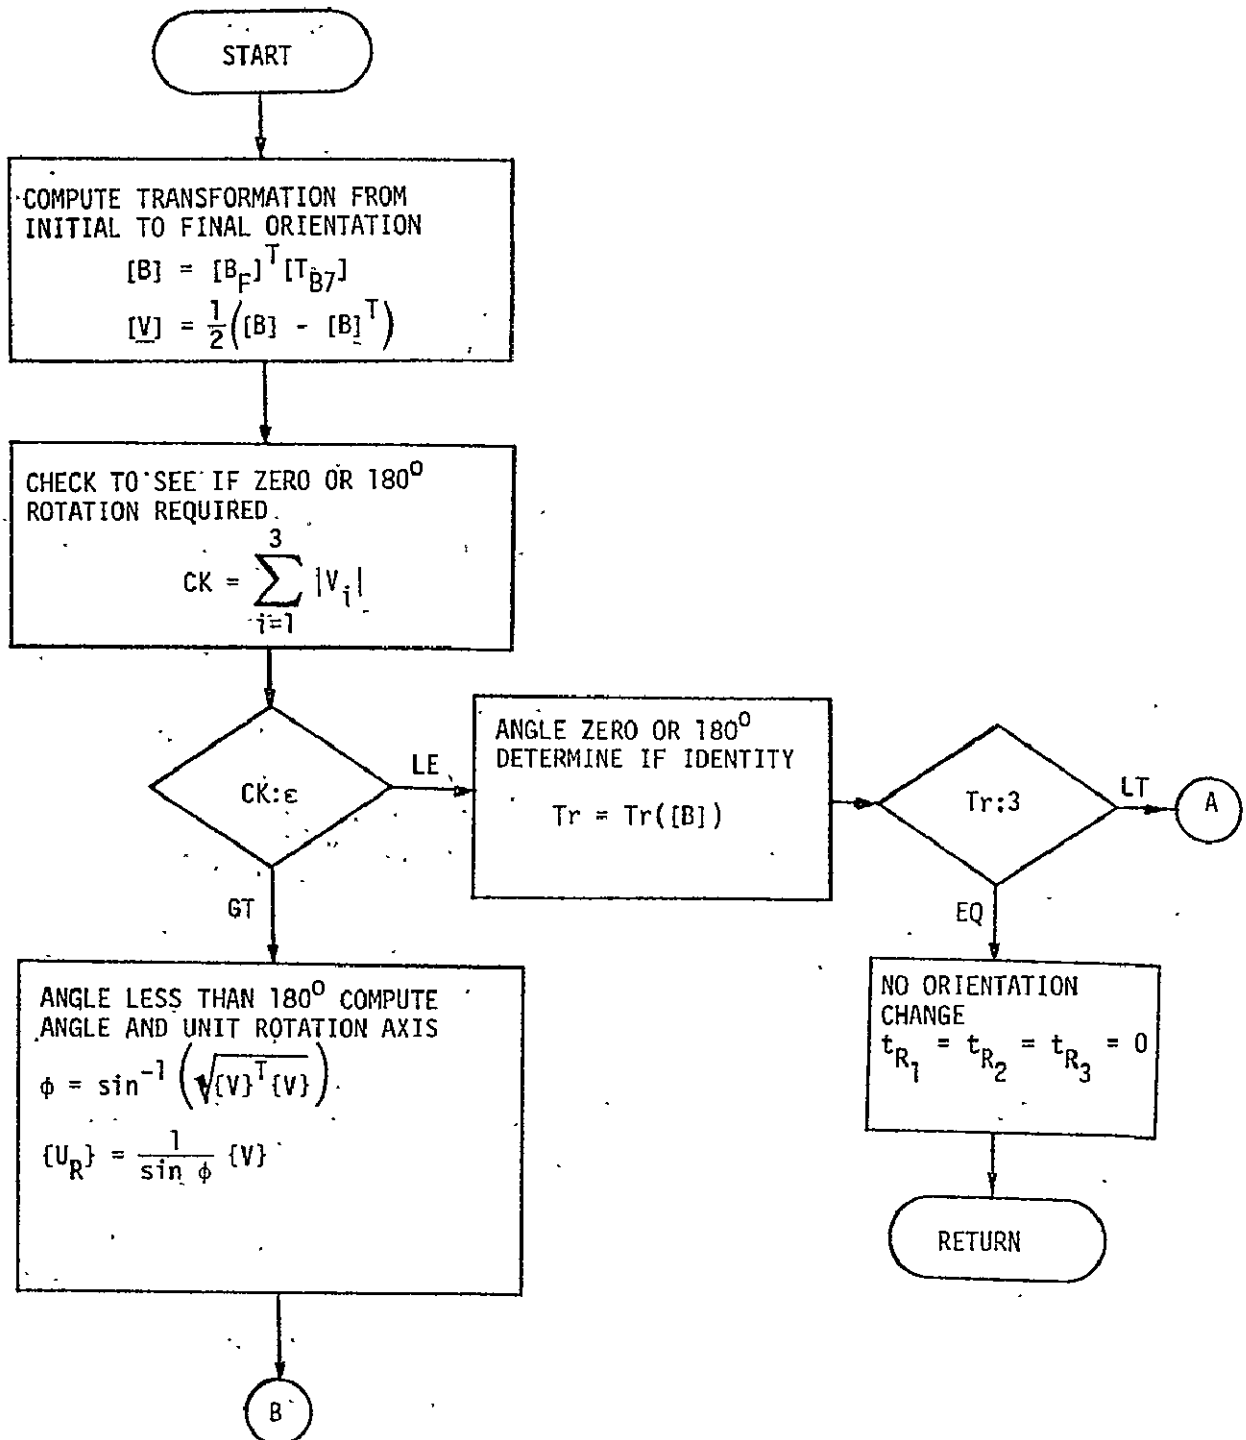 START
COMPUTE TRANSFORMATION FROM
INITIAL TO FINAL ORIENTATION
[B] = [B_F]^T [T_B7]
[V] = 1/2 ([B] - [B]^T)
CHECK TO SEE IF ZERO OR 180°
ROTATION REQUIRED
CK = Σ_{i=1}^{3} |V_i|
CK:ε
LE
GT
ANGLE ZERO OR 180°
DETERMINE IF IDENTITY
Tr = Tr([B])
Tr:3
LT
A
EQ
NO ORIENTATION
CHANGE
t_R1 = t_R2 = t_R3 = 0
RETURN
ANGLE LESS THAN 180° COMPUTE
ANGLE AND UNIT ROTATION AXIS
ϕ = sin^-1 (√{V}^T {V})
{U_R} = 1/sin ϕ {V}
B